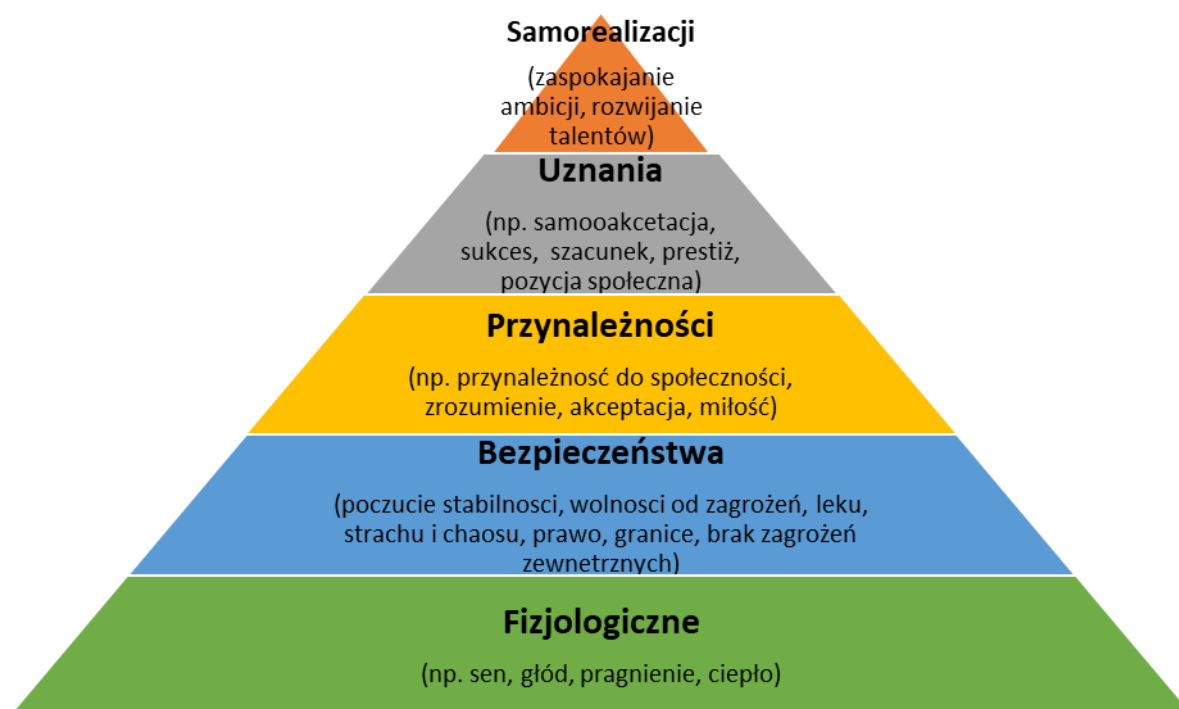 Samorealizacji
(zaspokajanie
ambicji, rozwijanie
talentów)
Uznania
(np. samooakcetacja,
sukces,  szacunek, prestiż,
pozycja społeczna)
Przynależności
(np. przynależnosć do społeczności,
zrozumienie, akceptacja, miłość)
Bezpieczeństwa
(poczucie stabilnosci, wolnosci od zagrożeń, leku,
strachu i chaosu, prawo, granice, brak zagrożeń
zewnetrznych)
Fizjologiczne
(np. sen, głód, pragnienie, ciepło)